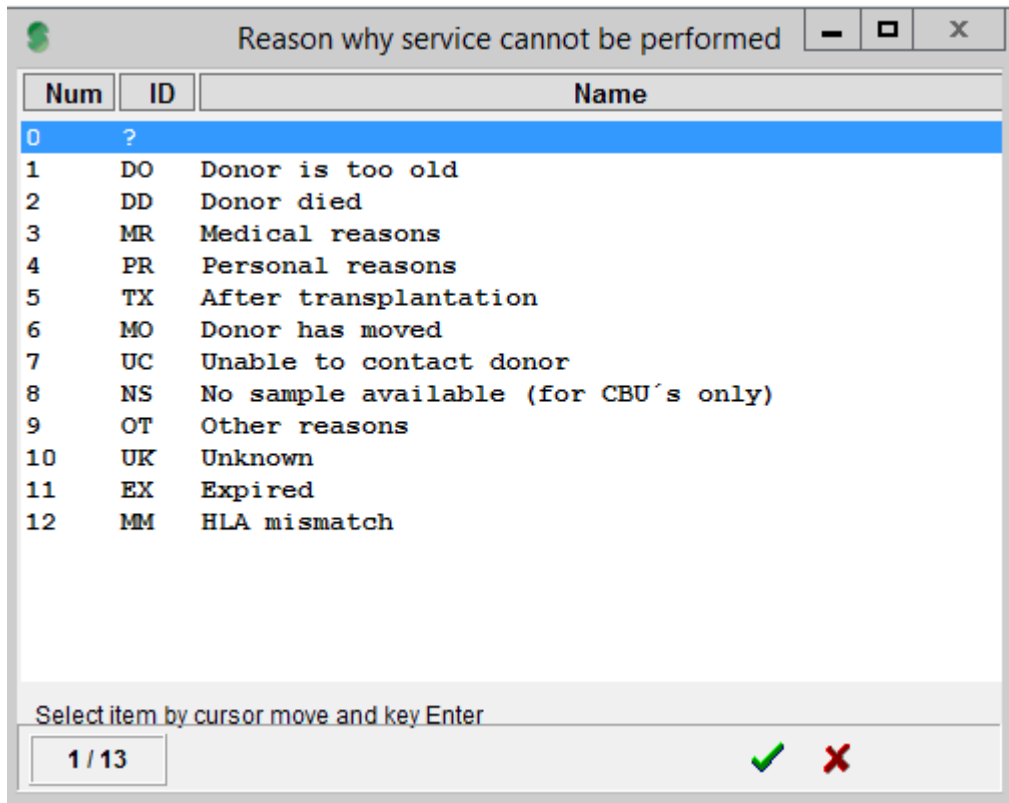 Reason why service cannot be performed
Num ID Name
0 ?
1 DO Donor is too old
2 DD Donor died
3 MR Medical reasons
4 PR Personal reasons
5 TX After transplantation
6 MO Donor has moved
7 UC Unable to contact donor
8 NS No sample available (for CBU´s only)
9 OT Other reasons
10 UK Unknown
11 EX Expired
12 MM HLA mismatch
Select item by cursor move and key Enter
1 / 13